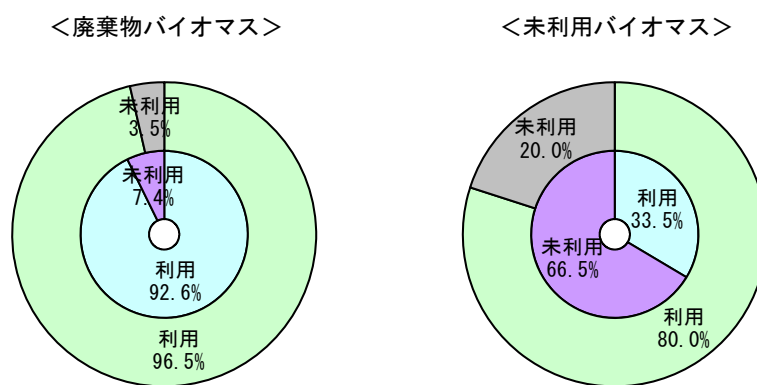 ＜廃棄物バイオマス＞
未利用
3.5%
未利用
7.4%
利用
92.6%
利用
96.5%
＜未利用バイオマス＞
未利用
20.0%
利用
33.5%
未利用
66.5%
利用
80.0%